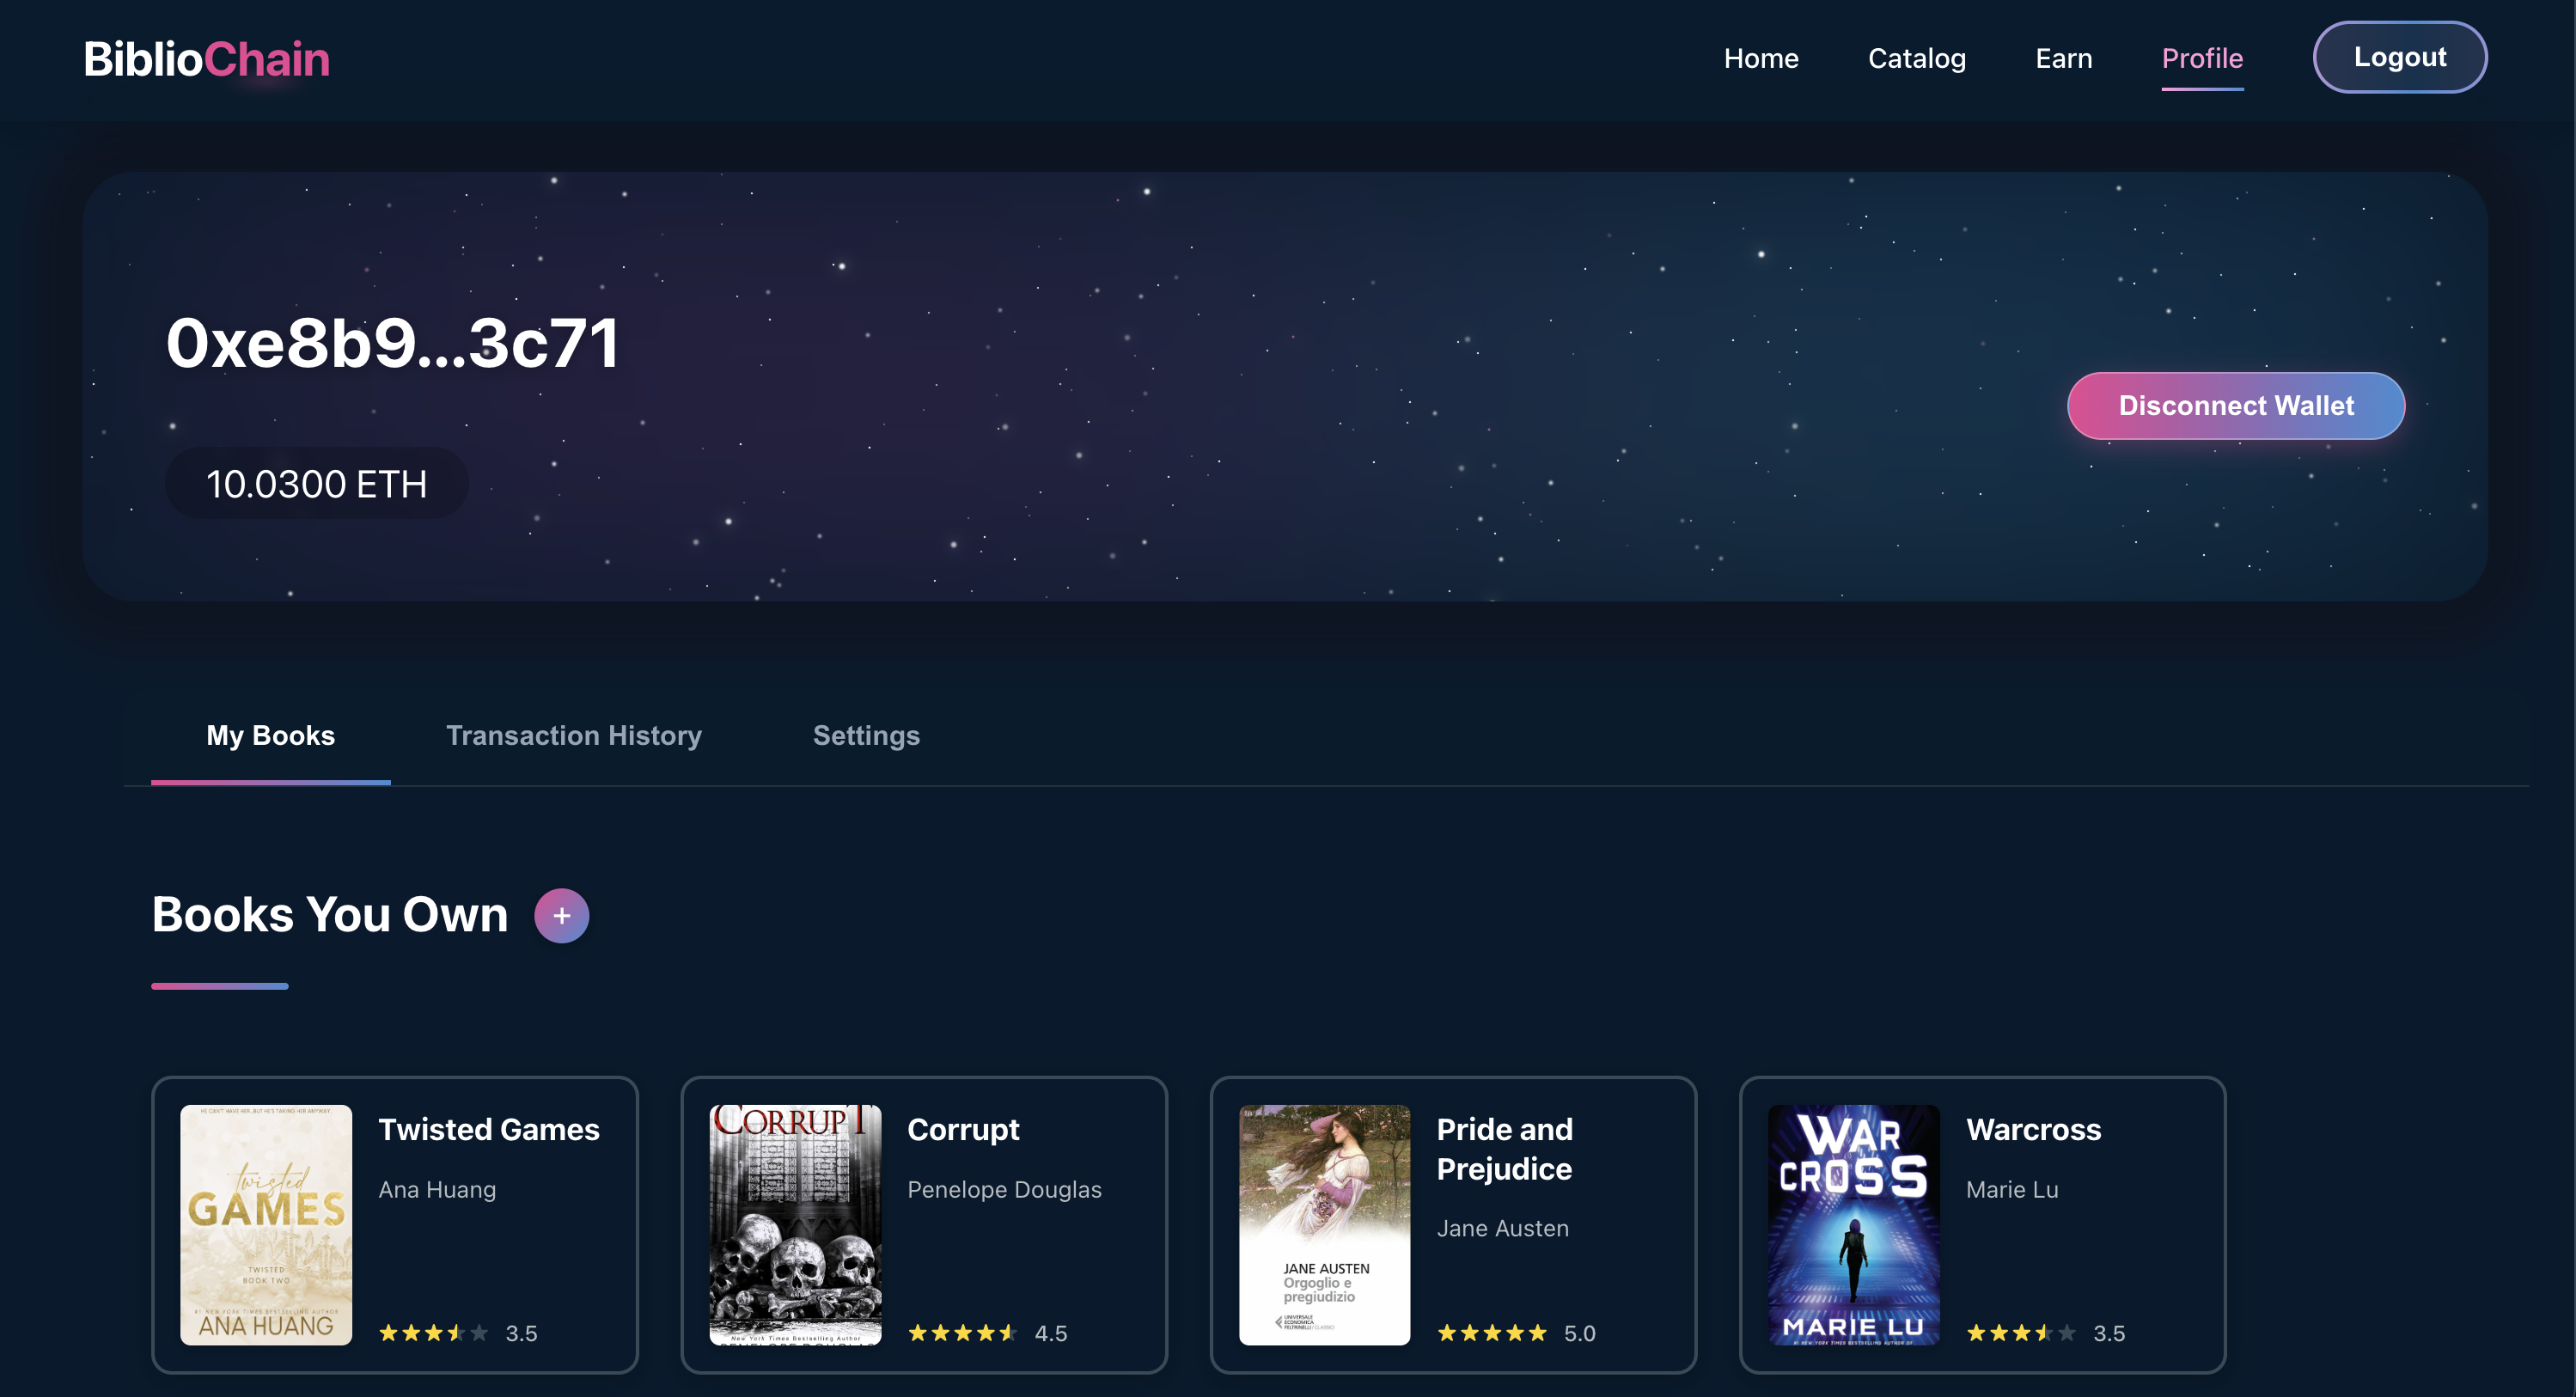 BiblioChain
Home
Catalog
Earn
Profile
Logout
0xe8b9...3c71
10.0300 ETH
Disconnect Wallet
My Books
Transaction History
Settings
Books You Own
+
HE CAN'T HAVE HER...BUT HE'S TAKING HER ANYWAY.
twisted
GAMES
TWISTED
BOOK TWO
#1 NEW YORK TIMES BESTSELLING AUTHOR
ANA HUANG
Twisted Games
Ana Huang
3.5
CORRUPT
New York Times Bestselling Author
PENELOPE DOUGLAS
Corrupt
Penelope Douglas
4.5
JANE AUSTEN
Orgoglio e
pregiudizio
UNIVERSALE
ECONOMICA
FELTRINELLI / CLASSICI
Pride and
Prejudice
Jane Austen
5.0
WAR
CROSS
MARIE LU
#1 NEW YORK TIMES BESTSELLING AUTHOR
Warcross
Marie Lu
3.5